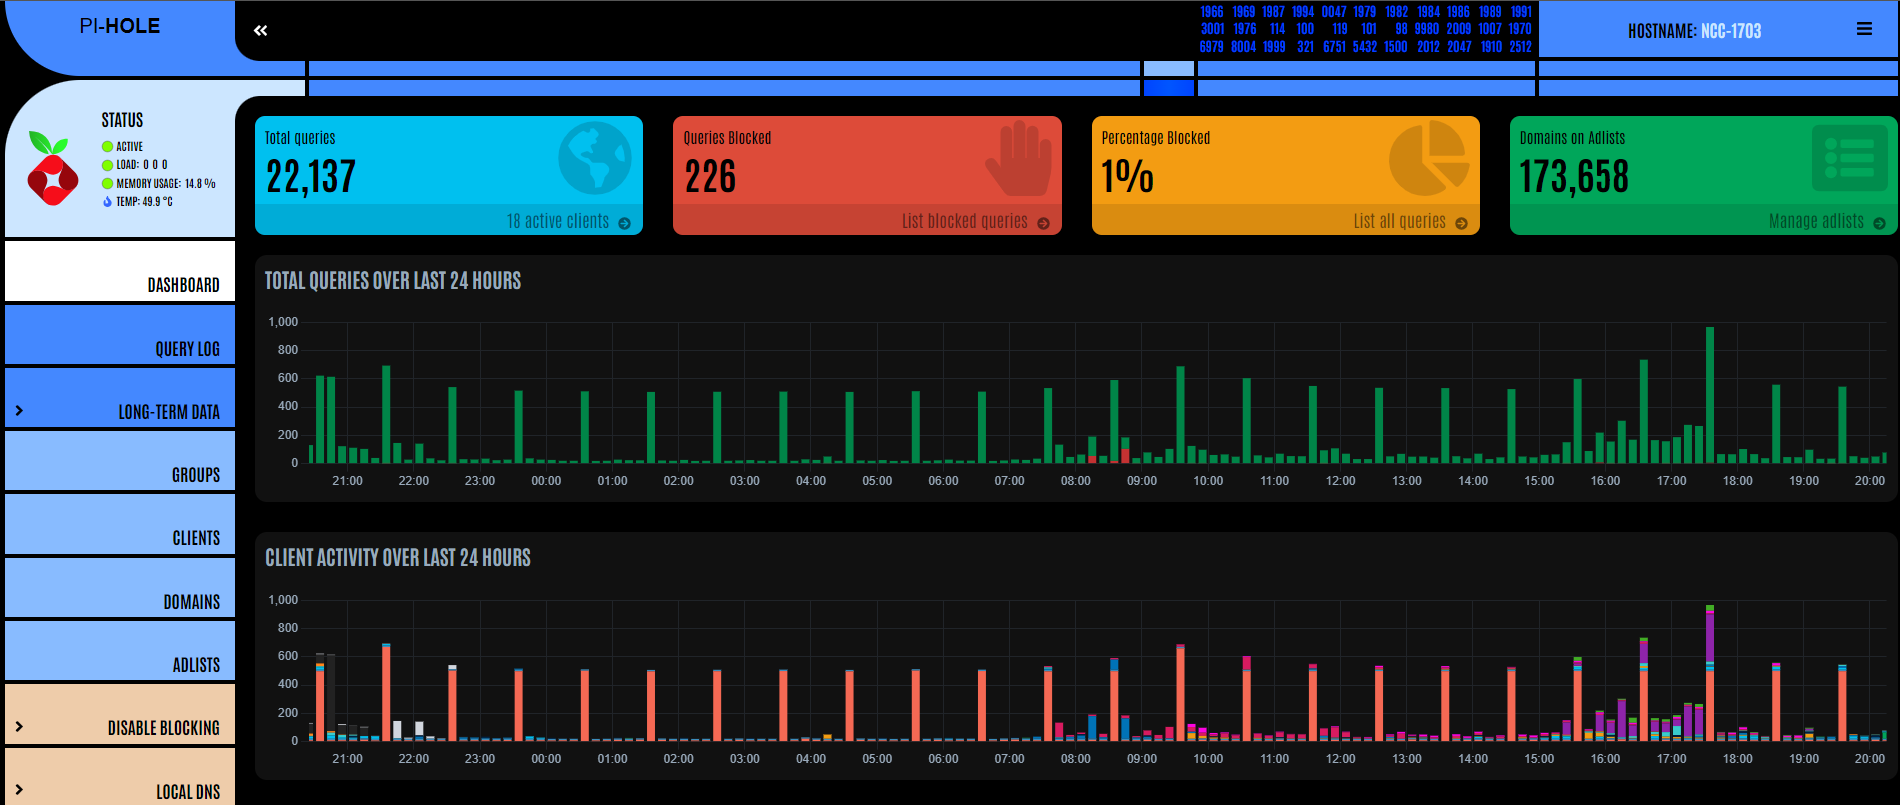 PI-HOLE
1966 1969 1987 1994 0047 1979 1982 1984 1986 1989 1991
3001 1976 114 100 119 101 98 9980 2009 1007 1970
6979 8004 1999 321 6751 5432 1500 2012 2047 1910 2512
HOSTNAME: NCC-1703
STATUS
ACTIVE
LOAD: 0 0 0
MEMORY USAGE: 14.8 %
TEMP: 49.9 °C
DASHBOARD
QUERY LOG
LONG-TERM DATA
GROUPS
CLIENTS
DOMAINS
ADLISTS
DISABLE BLOCKING
LOCAL DNS
Total queries
22,137
18 active clients
Queries Blocked
226
List blocked queries
Percentage Blocked
1%
List all queries
Domains on Adlists
173,658
Manage adlists
TOTAL QUERIES OVER LAST 24 HOURS
1,000
800
600
400
200
0
21:00 22:00 23:00 00:00 01:00 02:00 03:00 04:00 05:00 06:00 07:00 08:00 09:00 10:00 11:00 12:00 13:00 14:00 15:00 16:00 17:00 18:00 19:00 20:00
CLIENT ACTIVITY OVER LAST 24 HOURS
1,000
800
600
400
200
0
21:00 22:00 23:00 00:00 01:00 02:00 03:00 04:00 05:00 06:00 07:00 08:00 09:00 10:00 11:00 12:00 13:00 14:00 15:00 16:00 17:00 18:00 19:00 20:00